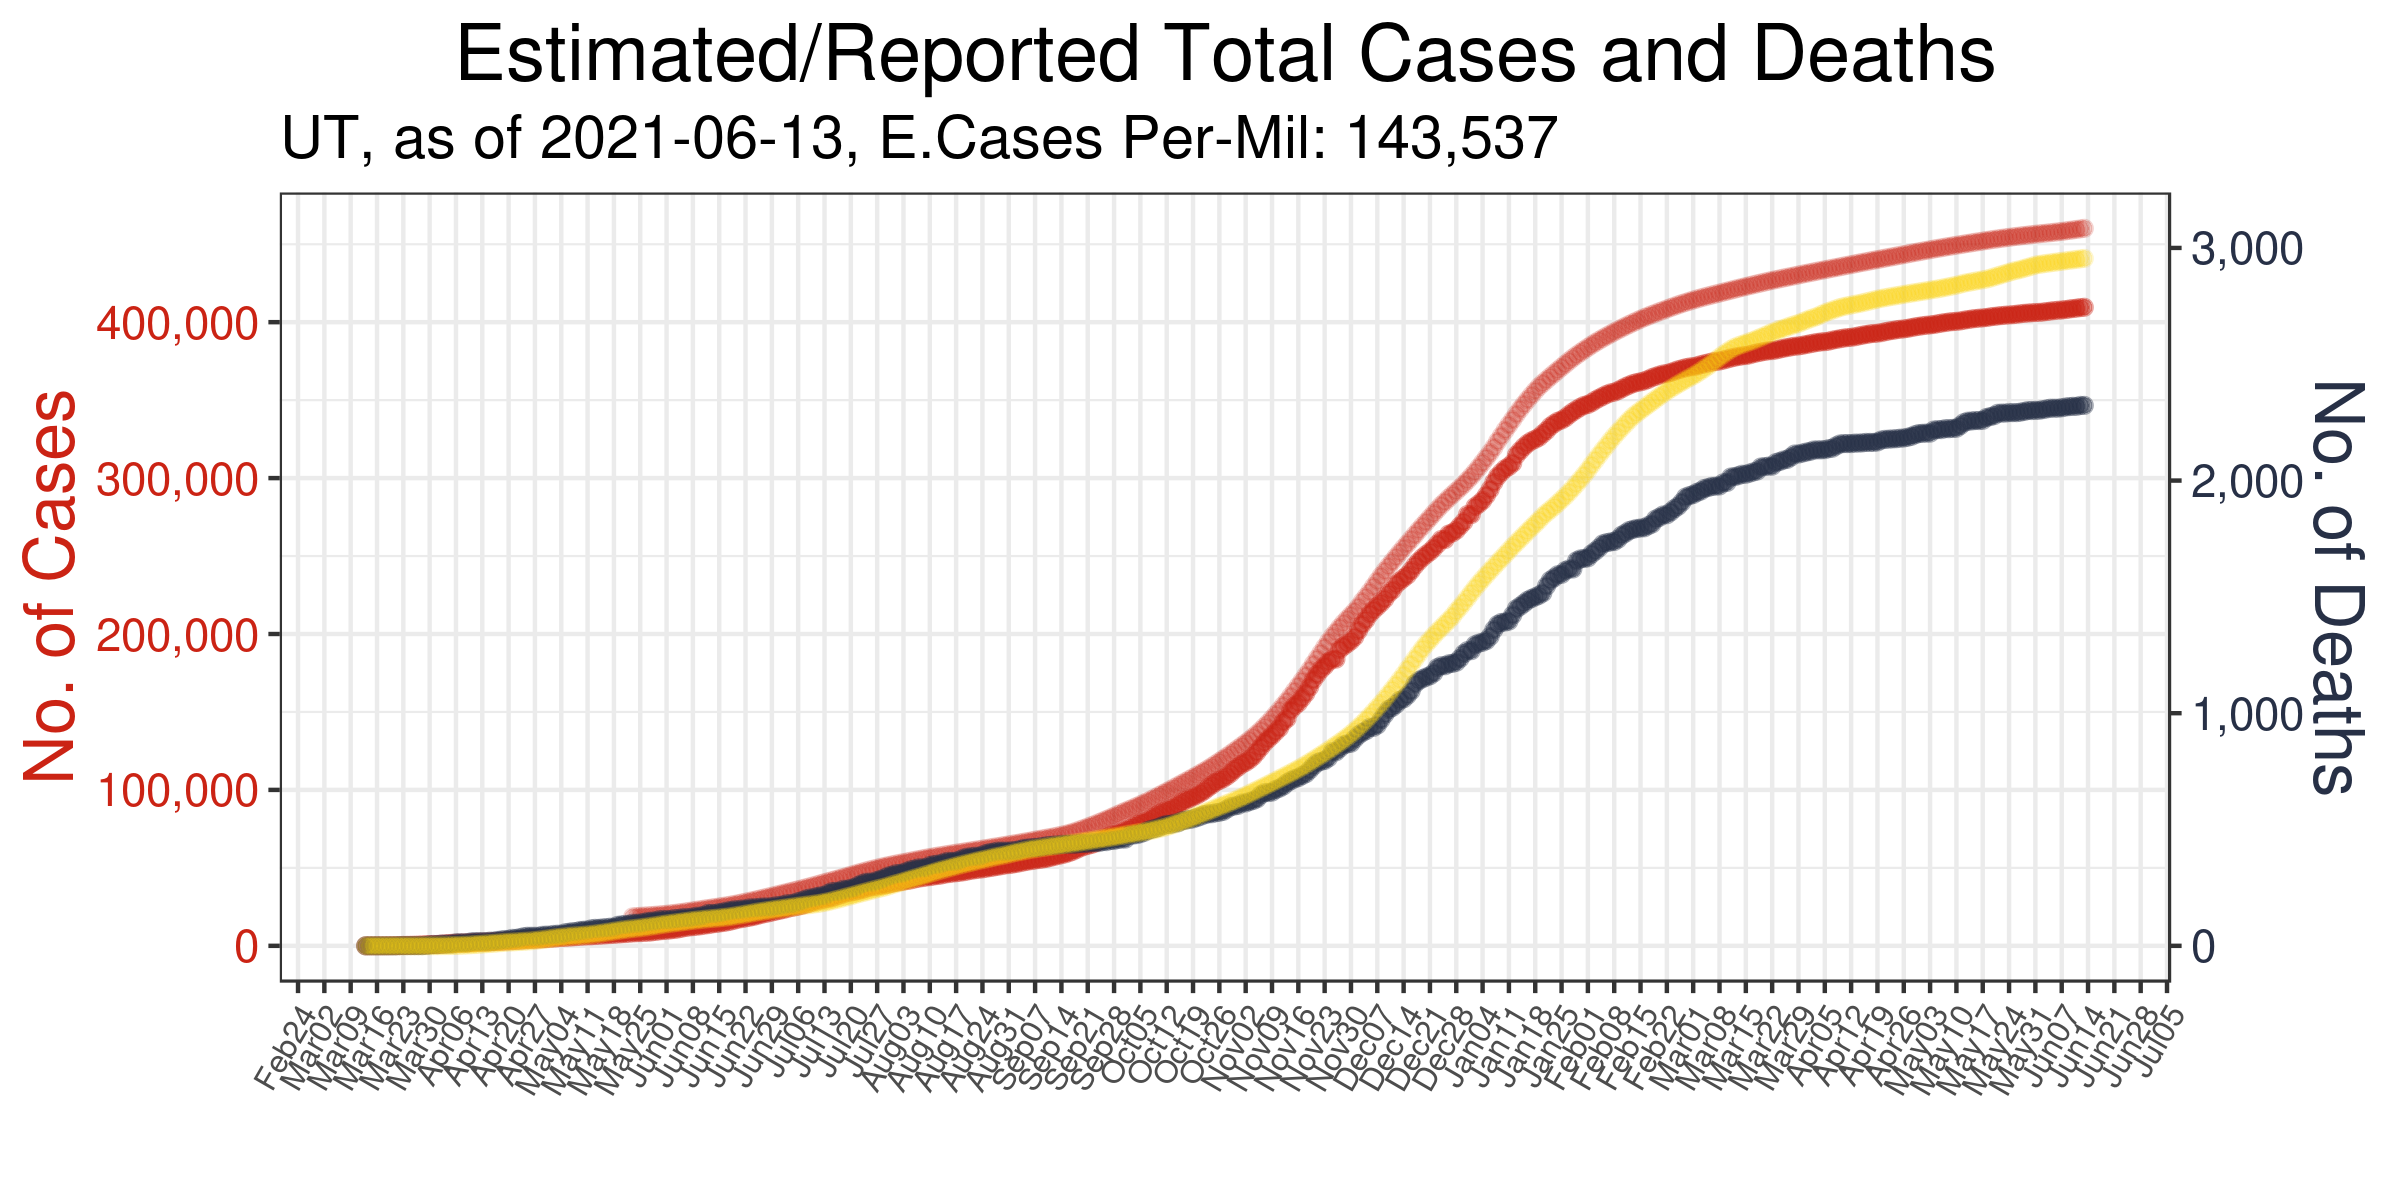 Estimated/Reported Total Cases and Deaths
UT, as of 2021-06-13, E.Cases Per-Mil: 143,537
No. of Cases
400,000
300,000
200,000
100,000
0
3,000
2,000
1,000
0
No. of Deaths
Feb24
Mar02
Mar09
Mar16
Mar23
Mar30
Apr06
Apr13
Apr20
Apr27
May04
May11
May18
May25
Jun01
Jun08
Jun15
Jun22
Jun29
Jul06
Jul13
Jul20
Jul27
Aug03
Aug10
Aug17
Aug24
Aug31
Sep07
Sep14
Sep21
Sep28
Oct05
Oct12
Oct19
Oct26
Nov02
Nov09
Nov16
Nov23
Nov30
Dec07
Dec14
Dec21
Dec28
Jan04
Jan11
Jan18
Jan25
Feb01
Feb08
Feb15
Feb22
Mar01
Mar08
Mar15
Mar22
Mar29
Apr05
Apr12
Apr19
Apr26
May03
May10
May17
May24
May31
Jun07
Jun14
Jun21
Jun28
Jul05